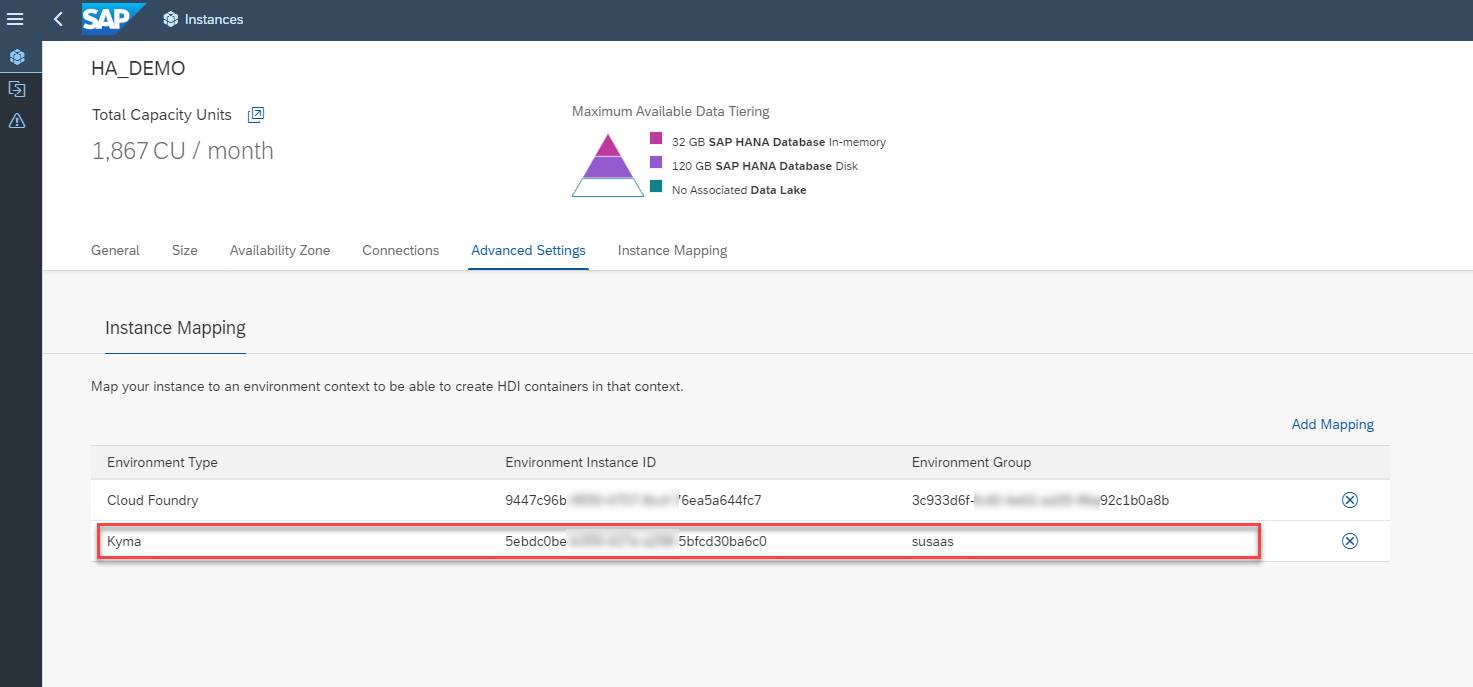 SAP Instances
HA_DEMO
Total Capacity Units
1,867 CU / month
Maximum Available Data Tiering
32 GB SAP HANA Database In-memory
120 GB SAP HANA Database Disk
No Associated Data Lake
General Size Availability Zone Connections Advanced Settings Instance Mapping
Instance Mapping
Map your instance to an environment context to be able to create HDI containers in that context.
Add Mapping
Environment Type Environment Instance ID Environment Group
Cloud Foundry 9447c96b 76ea5a644fc7 3c933d6f- 92c1b0a8b
Kyma 5ebdc0be 5bfcd30ba6c0 susaas